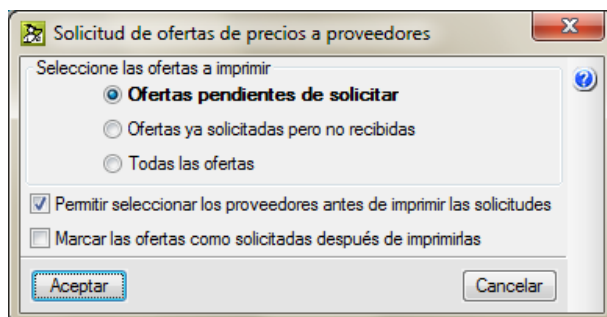 Solicitud de ofertas de precios a proveedores
Seleccione las ofertas a imprimir
Ofertas pendientes de solicitar
Ofertas ya solicitadas pero no recibidas
Todas las ofertas
Permitir seleccionar los proveedores antes de imprimir las solicitudes
Marcar las ofertas como solicitadas después de imprimirlas
Aceptar
Cancelar